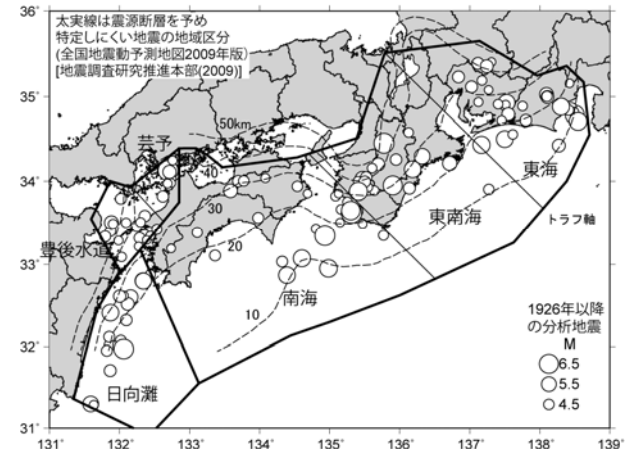 太実線は震源断層を予め
特定しにくい地震の地域区分
(全国地震動予測地図2009年版)
[地震調査研究推進本部(2009)]
36°
35°
34°
33°
32°
31°
50km
40
30
20
10
芸予
豊後水道
日向灘
南海
東南海
東海
トラフ軸
1926年以降
の分析地震
M
6.5
5.5
4.5
131° 132° 133° 134° 135° 136° 137° 138° 139°